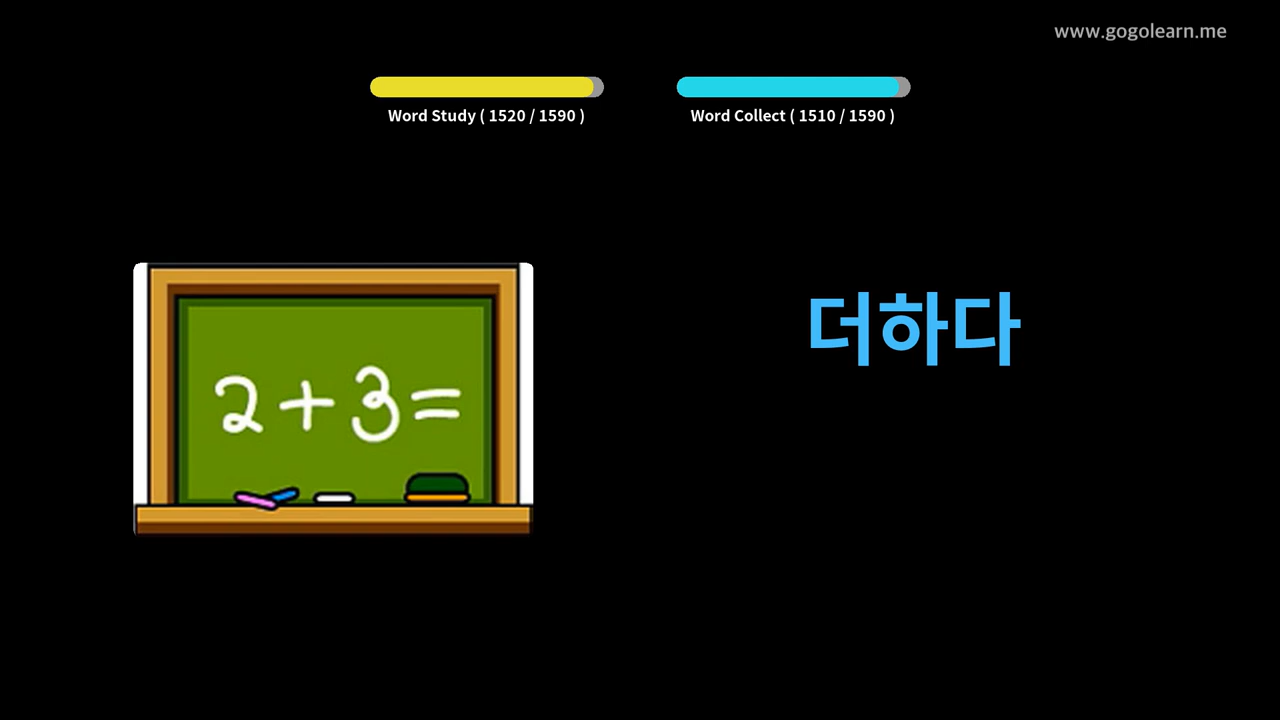 www.gogolearn.me
Word Study ( 1520 / 1590 )
Word Collect ( 1510 / 1590 )
더하다
2 + 3 =